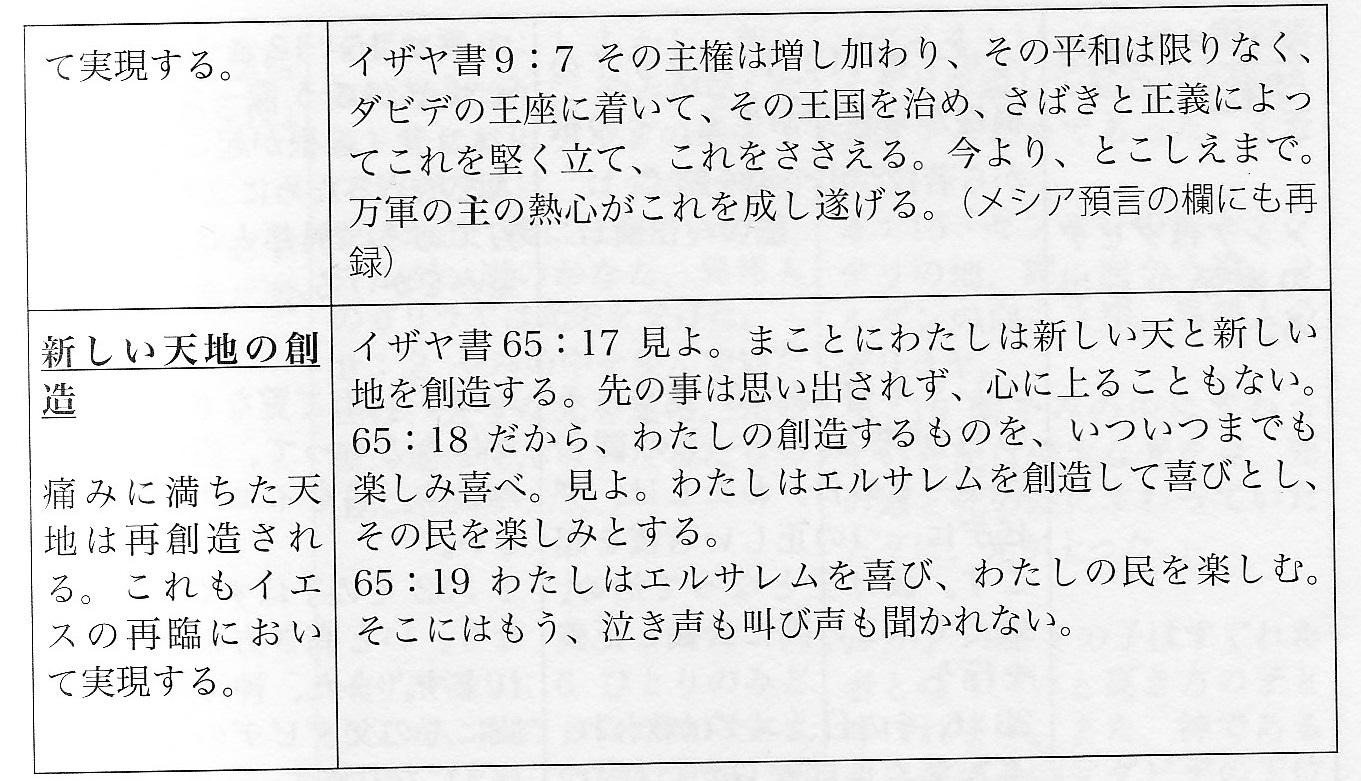 て実現する。
イザヤ書9：7 その主権は増し加わり、その平和は限りなく、
ダビデの王座に着いて、その王国を治め、さばきと正義によっ
てこれを堅く立て、これをささえる。今より、とこしえまで。
万軍の主の熱心がこれを成し遂げる。（メシア預言の欄にも再
録）
新しい天地の創
造
痛みに満ちた天
地は再創造され
る。これもイエ
スの再臨におい
て実現する。
イザヤ書65：17 見よ。まことにわたしは新しい天と新しい
地を創造する。先の事は思い出されず、心に上ることもない。
65：18 だから、わたしの創造するものを、いついつまでも
楽しみ喜べ。見よ。わたしはエルサレムを創造して喜びとし、
その民を楽しみとする。
65：19 わたしはエルサレムを喜び、わたしの民を楽しむ。
そこにはもう、泣き声も叫び声も聞かれない。